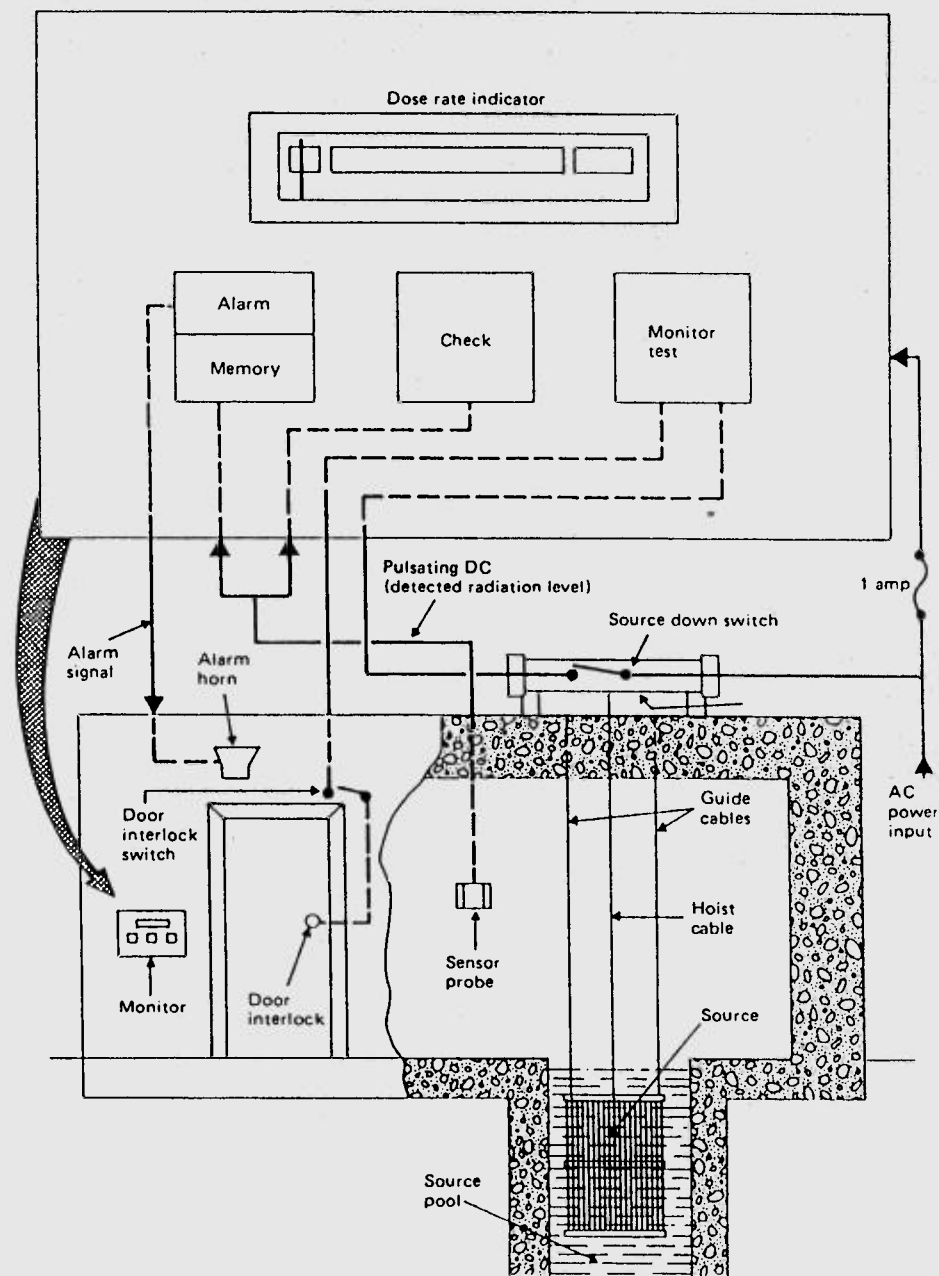 Dose rate indicator
Alarm
Memory
Check
Monitor
test
Pulsating DC
(detected radiation level)
1 amp
Source down switch
Alarm
signal
Alarm
horn
AC
power
input
Door
interlock
switch
Guide
cables
Hoist
cable
Sensor
probe
Monitor
Door
interlock
Source
Source
pool